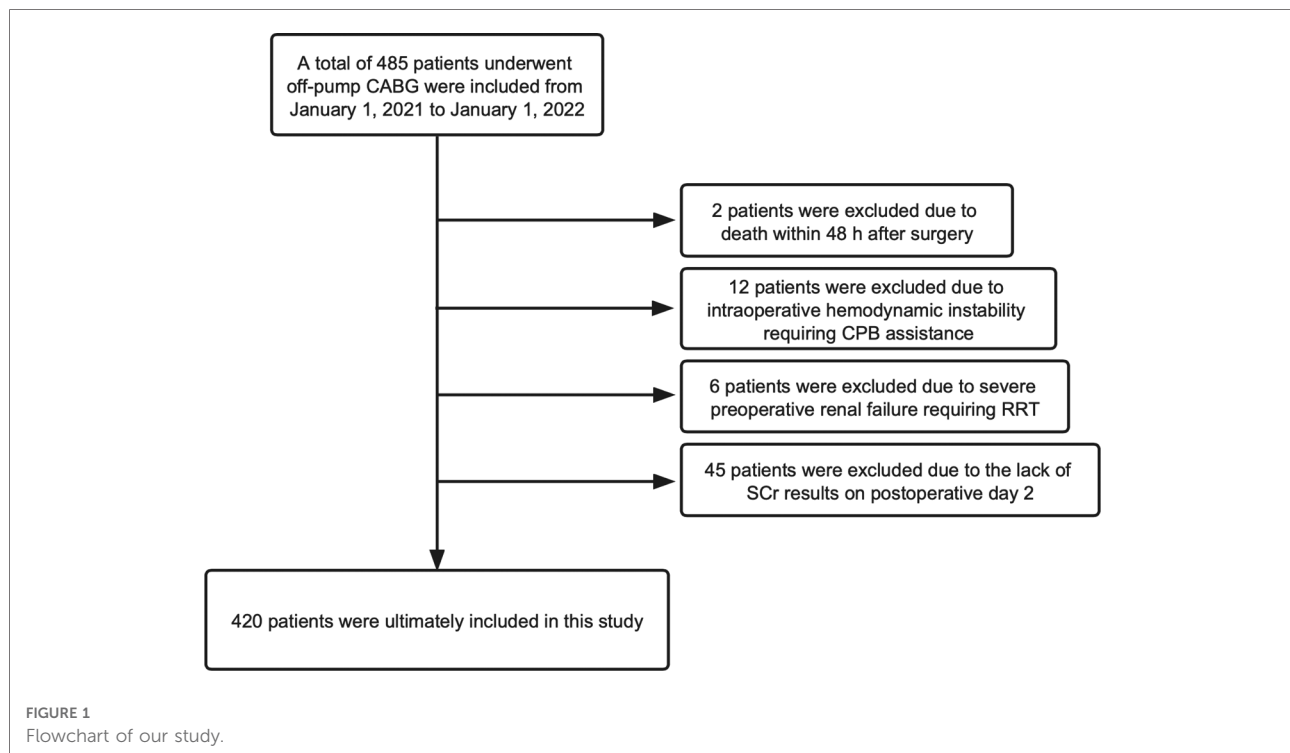 A total of 485 patients underwent
off-pump CABG were included from
January 1, 2021 to January 1, 2022
2 patients were excluded due to
death within 48 h after surgery
12 patients were excluded due to
intraoperative hemodynamic instability
requiring CPB assistance
6 patients were excluded due to severe
preoperative renal failure requiring RRT
45 patients were excluded due to the lack of
SCr results on postoperative day 2
420 patients were ultimately included in this study
FIGURE 1
Flowchart of our study.